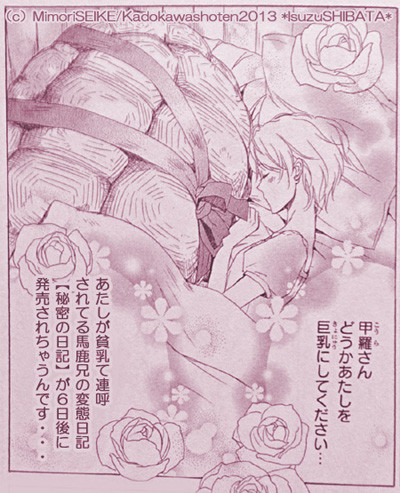 (c) MimoriSEIKE/Kadokawashoten2013 *IsuzuSHIBATA*
甲羅さん
どうかあたしを
巨乳にしてください…
あたしが貧乳て連呼
されてる馬鹿兄の変態日記
【秘密の日記】が6日後に
発売されちゃうんです・・・